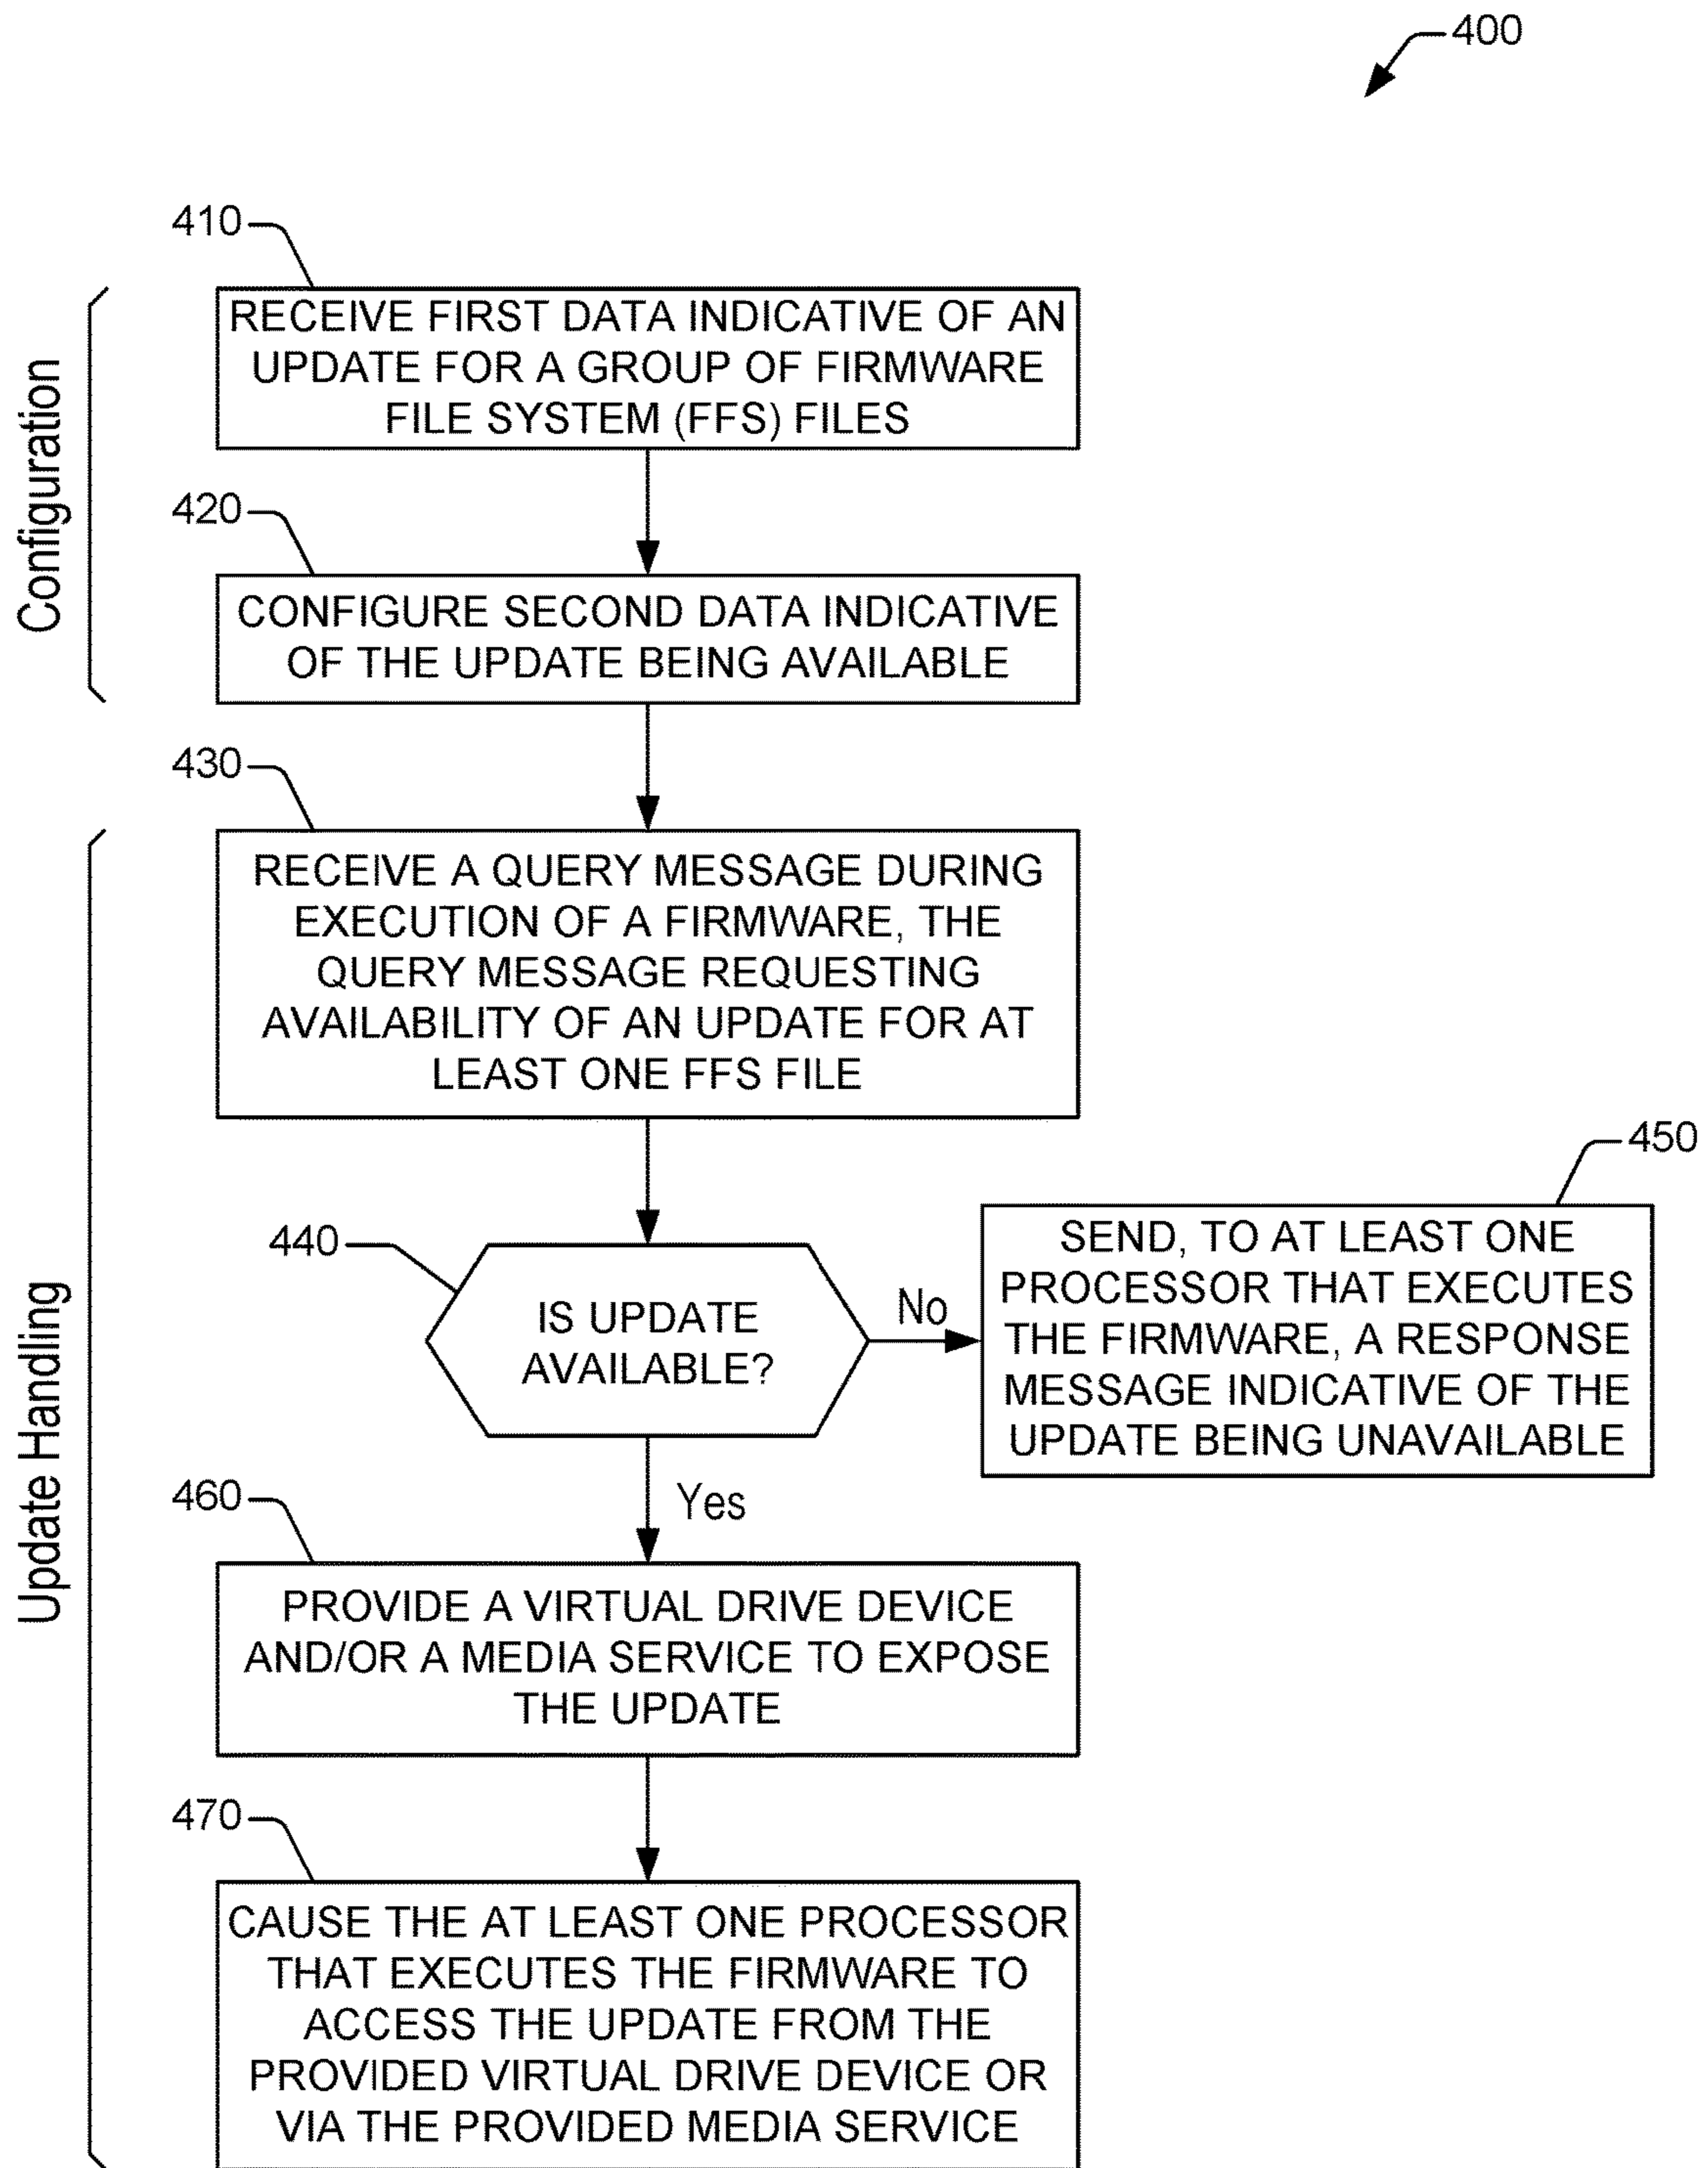 400
410
RECEIVE FIRST DATA INDICATIVE OF AN
UPDATE FOR A GROUP OF FIRMWARE
FILE SYSTEM (FFS) FILES
Configuration
420
CONFIGURE SECOND DATA INDICATIVE
OF THE UPDATE BEING AVAILABLE
430
RECEIVE A QUERY MESSAGE DURING
EXECUTION OF A FIRMWARE, THE
QUERY MESSAGE REQUESTING
AVAILABILITY OF AN UPDATE FOR AT
LEAST ONE FFS FILE
Update Handling
440
IS UPDATE
AVAILABLE?
No
450
SEND, TO AT LEAST ONE
PROCESSOR THAT EXECUTES
THE FIRMWARE, A RESPONSE
MESSAGE INDICATIVE OF THE
UPDATE BEING UNAVAILABLE
Yes
460
PROVIDE A VIRTUAL DRIVE DEVICE
AND/OR A MEDIA SERVICE TO EXPOSE
THE UPDATE
470
CAUSE THE AT LEAST ONE PROCESSOR
THAT EXECUTES THE FIRMWARE TO
ACCESS THE UPDATE FROM THE
PROVIDED VIRTUAL DRIVE DEVICE OR
VIA THE PROVIDED MEDIA SERVICE